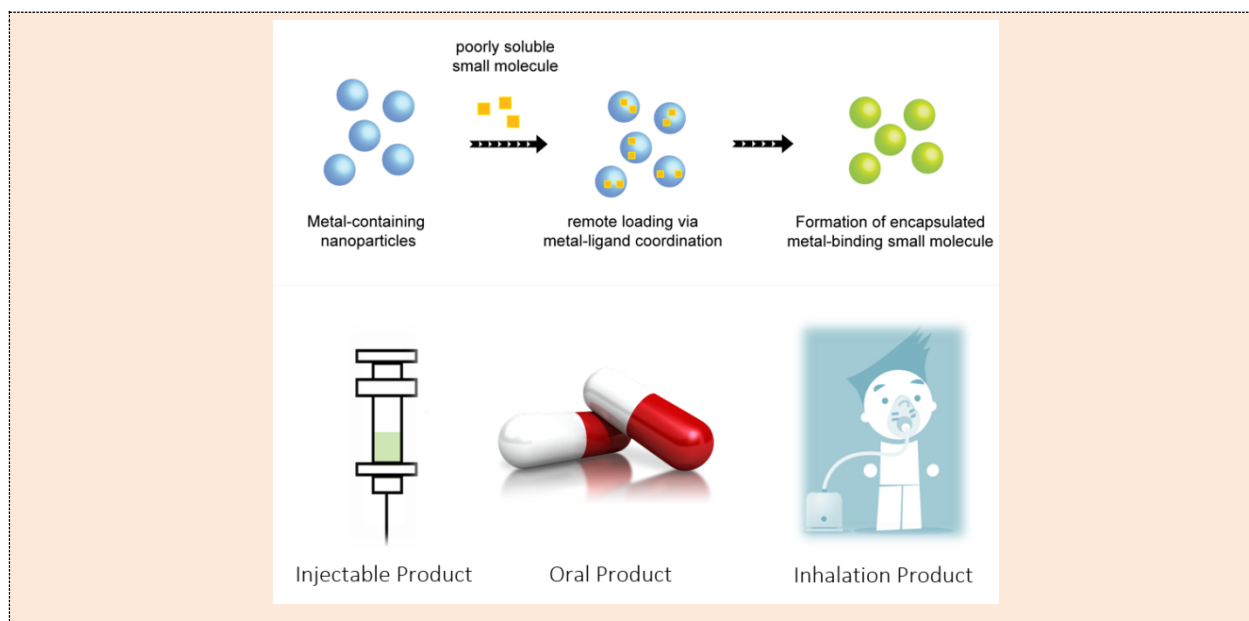 poorly soluble
small molecule
Metal-containing
nanoparticles
remote loading via
metal-ligand coordination
Formation of encapsulated
metal-binding small molecule
Injectable Product
Oral Product
Inhalation Product